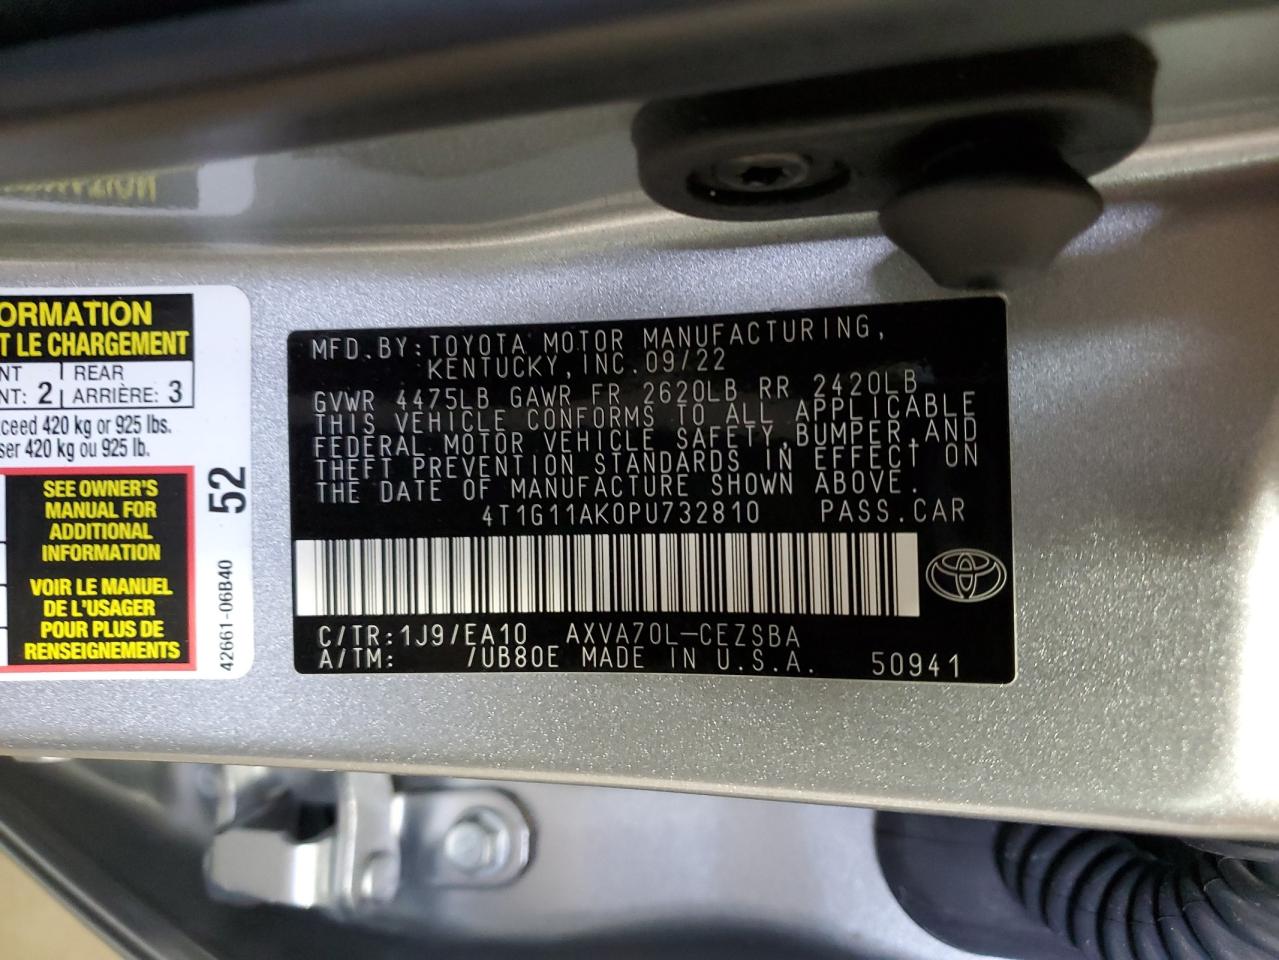 ORMATION
T LE CHARGEMENT
NT : 2 REAR
ARRIÈRE: 3
ceed 420 kg or 925 lbs.
ser 420 kg ou 925 lb.
SEE OWNER'S
MANUAL FOR
ADDITIONAL
INFORMATION
VOIR LE MANUEL
DE L'USAGER
POUR PLUS DE
RENSEIGNEMENTS
52
42661-06B40
MFD.BY: TOYOTA MOTOR MANUFACTURING,
KENTUCKY, INC. 09/22
GVWR 4475LB GAWR FR 2620LB RR 2420LB
THIS VEHICLE CONFORMS TO ALL APPLICABLE
FEDERAL MOTOR VEHICLE SAFETY, BUMPER, AND
THEFT PREVENTION STANDARDS IN EFFECT ON
THE DATE OF MANUFACTURE SHOWN ABOVE.
4T1G11AK0PU732810 PASS.CAR
C/TR: 1J9/EA10 AXVA70L-CEZSBA
A/TM: /UB80E MADE IN U.S.A. 50941